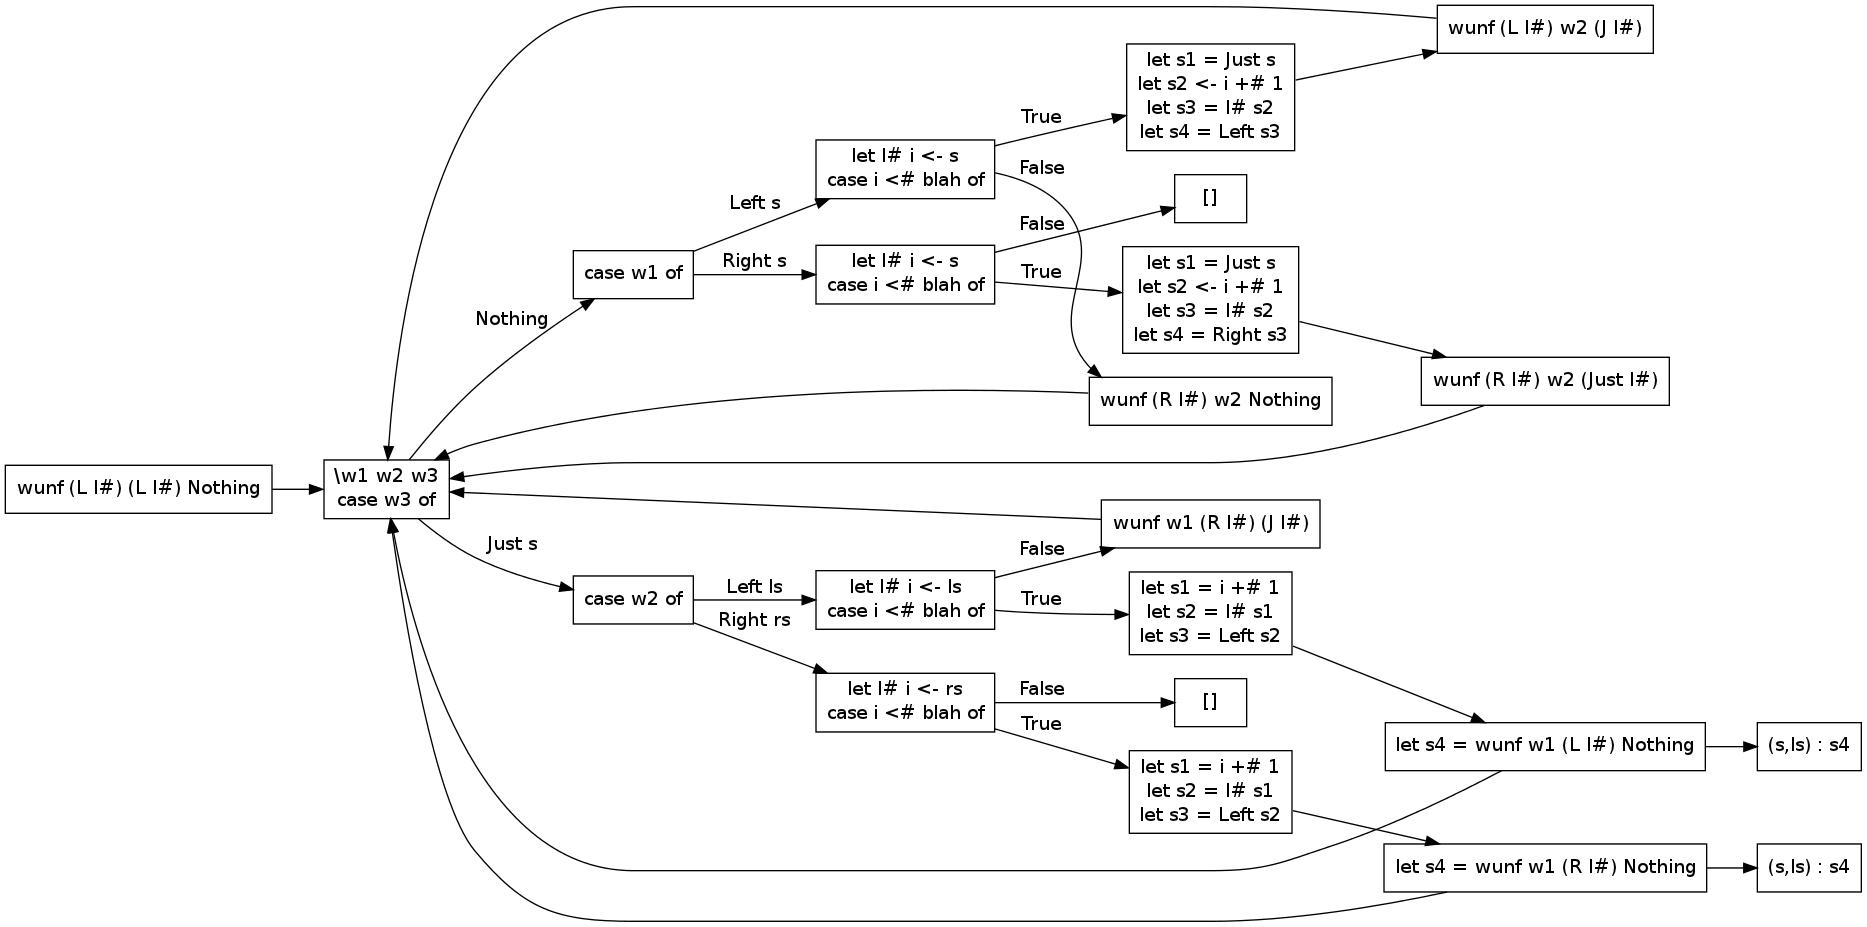 wunf (L I#) w2 (J I#)
let s1 = Just s
let s2 <- i +# 1
let s3 = I# s2
let s4 = Left s3
True
let I# i <- s
case i <# blah of
False
[]
Left s
False
case w1 of
Right s
let I# i <- s
case i <# blah of
True
let s1 = Just s
let s2 <- i +# 1
let s3 = I# s2
let s4 = Right s3
Nothing
wunf (R I#) w2 (Just I#)
wunf (R I#) w2 Nothing
wunf (L I#) (L I#) Nothing
\w1 w2 w3
case w3 of
wunf w1 (R I#) (J I#)
Just s
False
case w2 of
Left ls
let I# i <- ls
case i <# blah of
True
let s1 = i +# 1
let s2 = I# s1
let s3 = Left s2
Right rs
let I# i <- rs
case i <# blah of
False
[]
True
let s4 = wunf w1 (L I#) Nothing
(s,ls) : s4
let s1 = i +# 1
let s2 = I# s1
let s3 = Left s2
let s4 = wunf w1 (R I#) Nothing
(s,ls) : s4